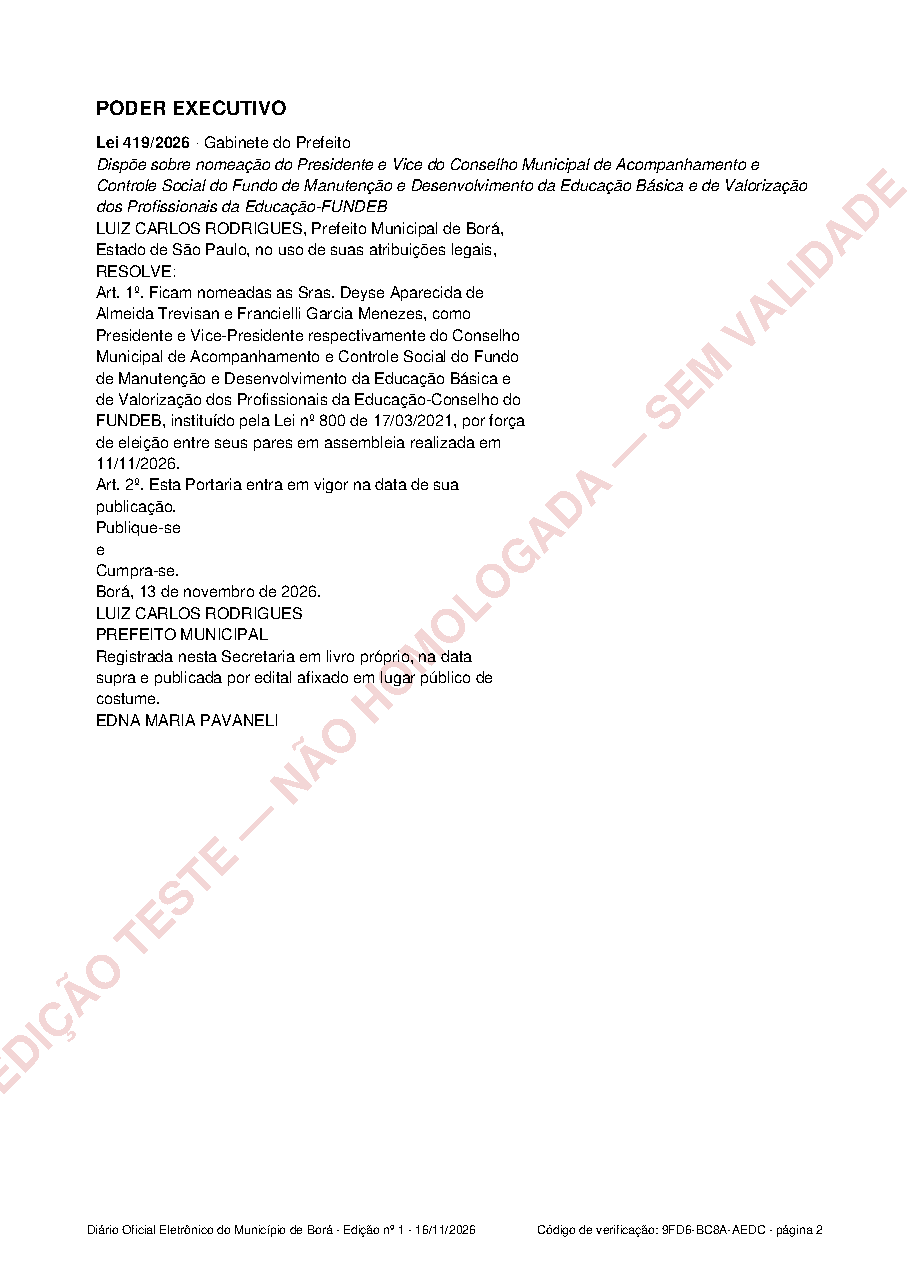 PODER EXECUTIVO
Lei 419/2026 · Gabinete do Prefeito
Dispõe sobre nomeação do Presidente e Vice do Conselho Municipal de Acompanhamento e
Controle Social do Fundo de Manutenção e Desenvolvimento da Educação Básica e de Valorização
dos Profissionais da Educação-FUNDEB
LUIZ CARLOS RODRIGUES, Prefeito Municipal de Borá,
Estado de São Paulo, no uso de suas atribuições legais,
RESOLVE:
Art. 1º. Ficam nomeadas as Sras. Deyse Aparecida de
Almeida Trevisan e Francielli Garcia Menezes, como
Presidente e Vice-Presidente respectivamente do Conselho
Municipal de Acompanhamento e Controle Social do Fundo
de Manutenção e Desenvolvimento da Educação Básica e
de Valorização dos Profissionais da Educação-Conselho do
FUNDEB, instituído pela Lei nº 800 de 17/03/2021, por força
de eleição entre seus pares em assembleia realizada em
11/11/2026.
Art. 2º. Esta Portaria entra em vigor na data de sua
publicação.
Publique-se
e
Cumpra-se.
Borá, 13 de novembro de 2026.
LUIZ CARLOS RODRIGUES
PREFEITO MUNICIPAL
Registrada nesta Secretaria em livro próprio, na data
supra e publicada por edital afixado em lugar público de
costume.
EDNA MARIA PAVANELI
EDIÇÃO TESTE — NÃO HOMOLOGADA — SEM VALIDADE
Diário Oficial Eletrônico do Município de Borá - Edição nº 1 - 16/11/2026 Código de verificação: 9FD6-BC8A-AEDC - página 2